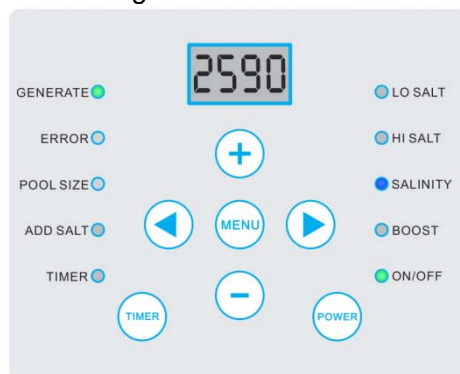 2590
GENERATE
LO SALT
ERROR
HI SALT
POOL SIZE
SALINITY
ADD SALT
MENU
BOOST
TIMER
ON/OFF
TIMER
POWER